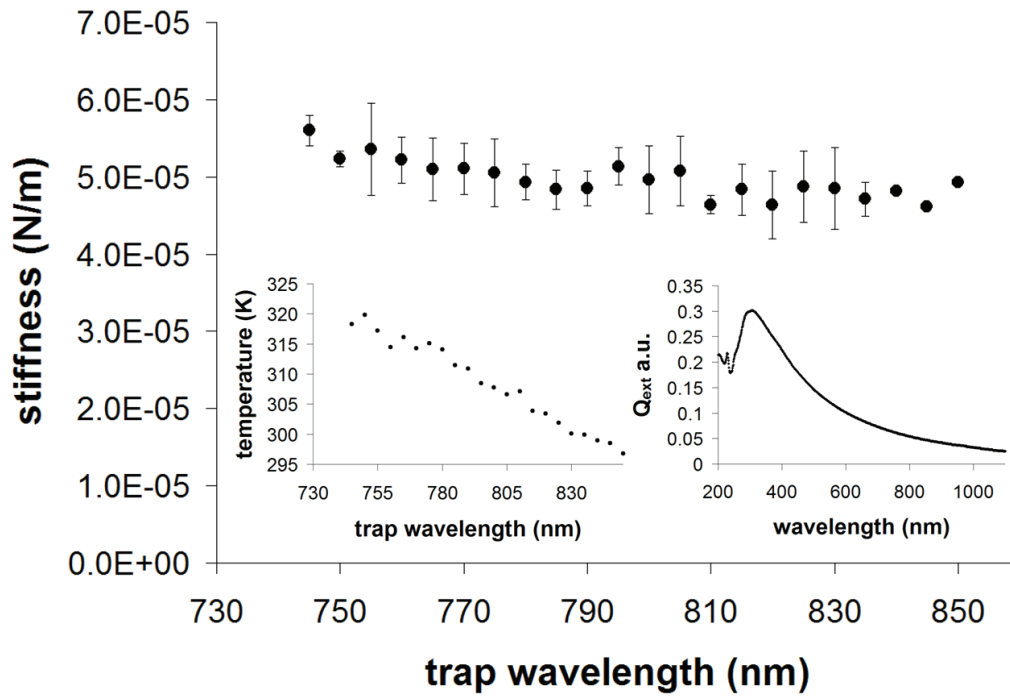 7.0E-05
6.0E-05
5.0E-05
4.0E-05
3.0E-05
2.0E-05
1.0E-05
0.0E+00
stiffness (N/m)
730 750 770 790 810 830 850
trap wavelength (nm)
325
320
315
310
305
300
295
temperature (K)
730 755 780 805 830
trap wavelength (nm)
0.35
0.3
0.25
0.2
0.15
0.1
0.05
0
Qext a.u.
200 400 600 800 1000
wavelength (nm)